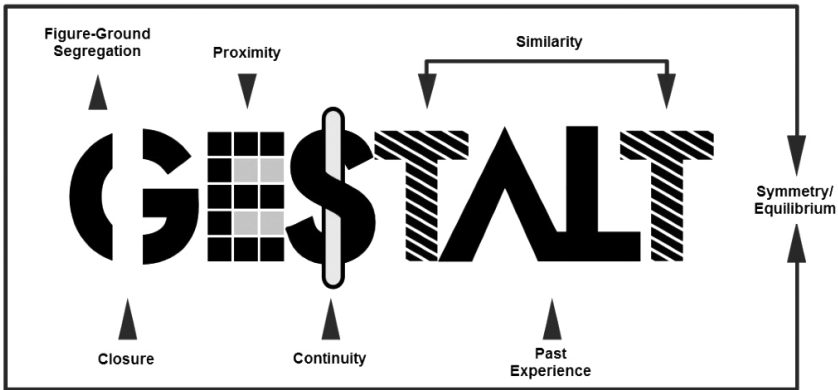 Figure-Ground
Segregation
Proximity
Similarity
GESTALT
Symmetry/
Equilibrium
Closure
Continuity
Past
Experience